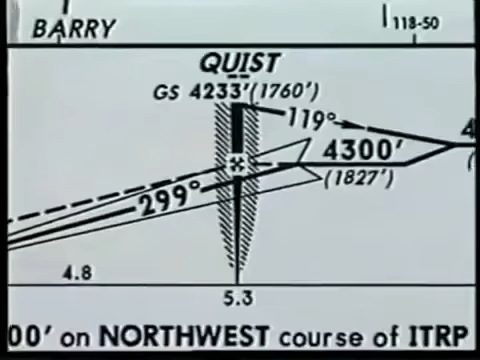 BARRY
118-50
QUIST
GS 4233'(1760')
119°
4
4300'
(1827')
(
299°
4.8
5.3
00' on NORTHWEST course of ITRP